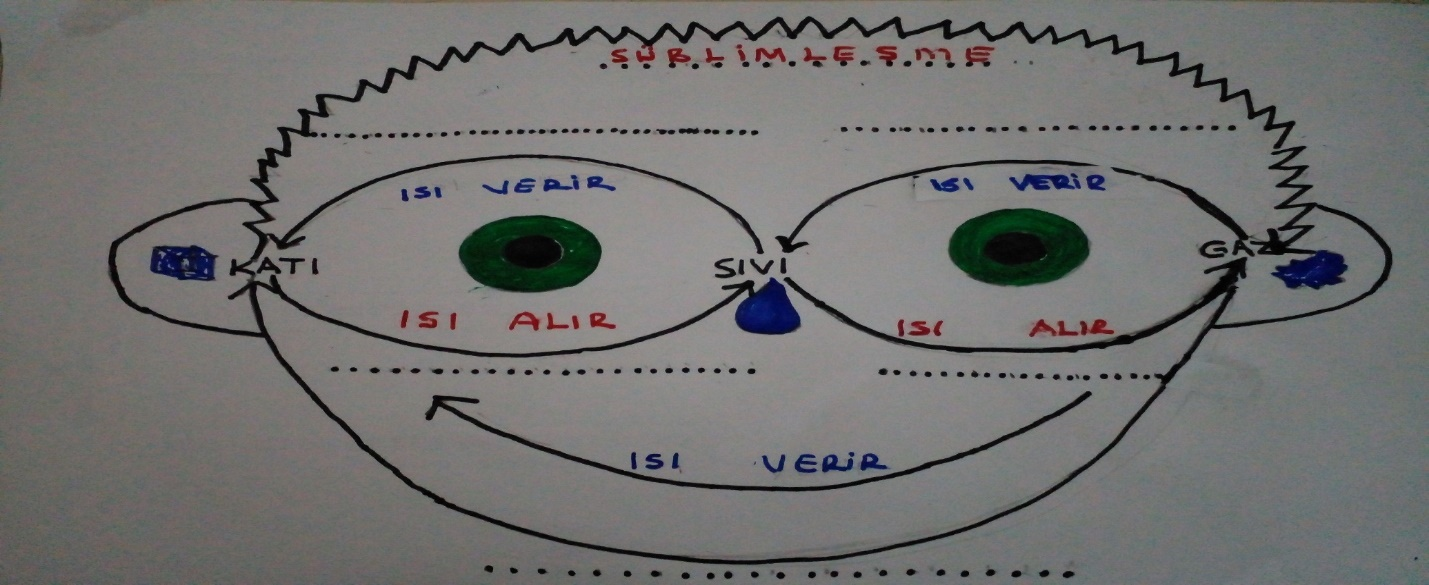 SÜBLİMLEŞME
ISI VERİR
ISI VERİR
KATI
SIVI
GAZ
ISI ALIR
ISI ALIR
ISI VERİR